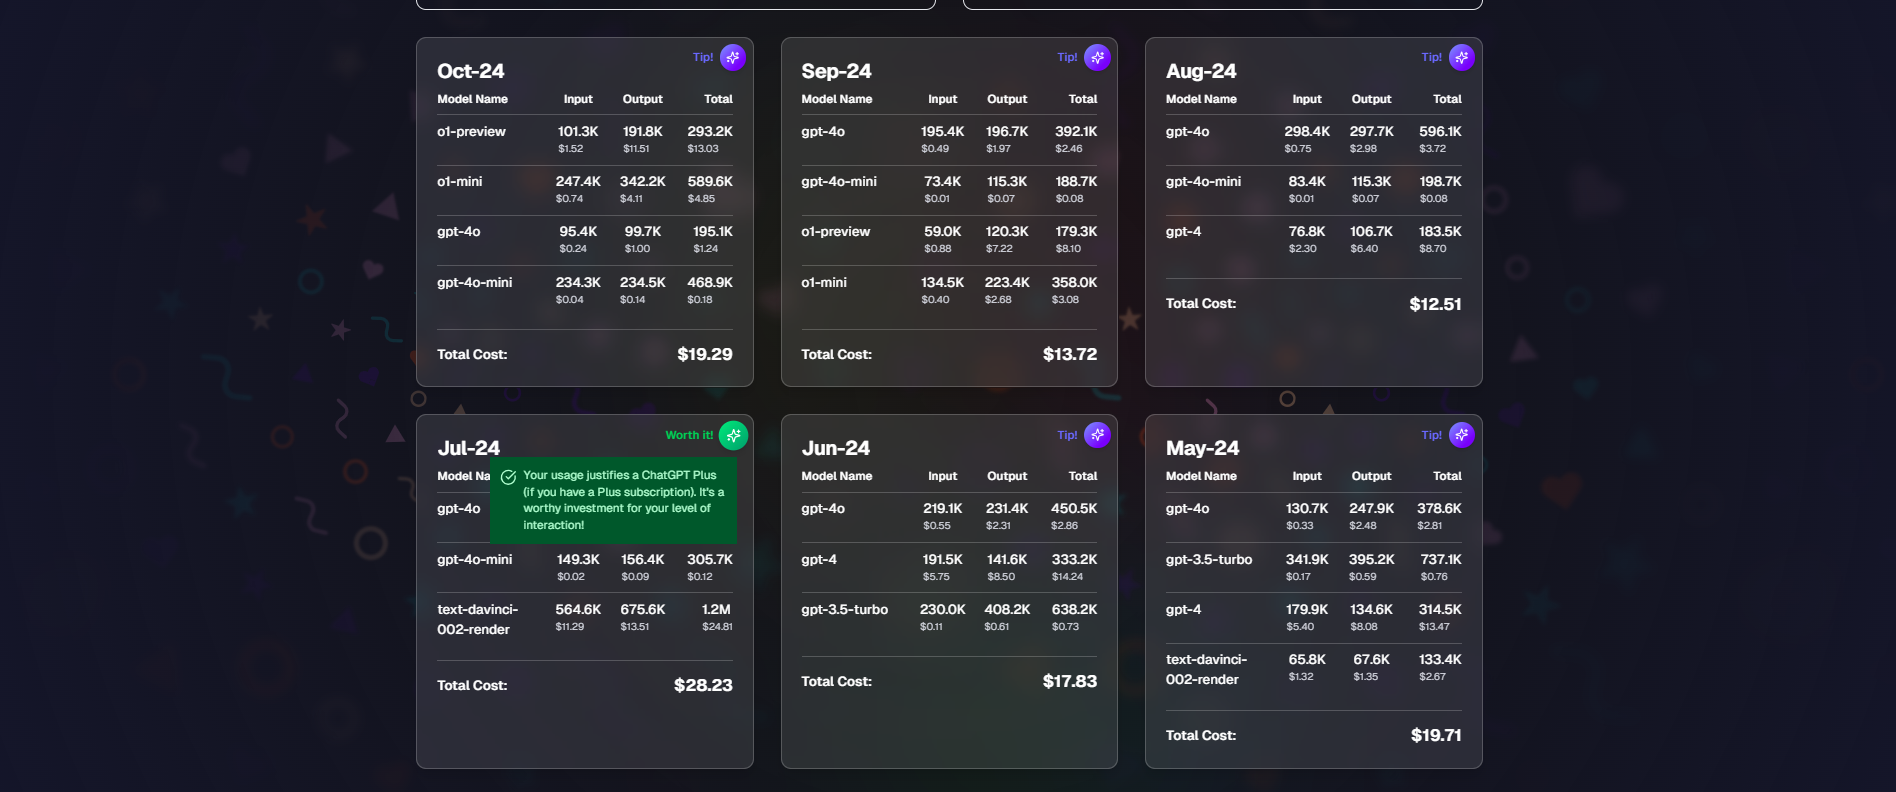 Tip!
Oct-24
Model Name Input Output Total
o1-preview 101.3K 191.8K 293.2K
$1.52 $11.51 $13.03
o1-mini 247.4K 342.2K 589.6K
$0.74 $4.11 $4.85
gpt-4o 95.4K 99.7K 195.1K
$0.24 $1.00 $1.24
gpt-4o-mini 234.3K 234.5K 468.9K
$0.04 $0.14 $0.18
Total Cost: $19.29
Tip!
Sep-24
Model Name Input Output Total
gpt-4o 195.4K 196.7K 392.1K
$0.49 $1.97 $2.46
gpt-4o-mini 73.4K 115.3K 188.7K
$0.01 $0.07 $0.08
o1-preview 59.0K 120.3K 179.3K
$0.88 $7.22 $8.10
o1-mini 134.5K 223.4K 358.0K
$0.40 $2.68 $3.08
Total Cost: $13.72
Tip!
Aug-24
Model Name Input Output Total
gpt-4o 298.4K 297.7K 596.1K
$0.75 $2.98 $3.72
gpt-4o-mini 83.4K 115.3K 198.7K
$0.01 $0.07 $0.08
gpt-4 76.8K 106.7K 183.5K
$2.30 $6.40 $8.70
Total Cost: $12.51
Worth it!
Jul-24
Model Na
Your usage justifies a ChatGPT Plus
(if you have a Plus subscription). It's a
worthy investment for your level of
interaction!
gpt-4o
gpt-4o-mini 149.3K 156.4K 305.7K
$0.02 $0.09 $0.12
text-davinci- 564.6K 675.6K 1.2M
002-render $11.29 $13.51 $24.81
Total Cost: $28.23
Tip!
Jun-24
Model Name Input Output Total
gpt-4o 219.1K 231.4K 450.5K
$0.55 $2.31 $2.86
gpt-4 191.5K 141.6K 333.2K
$5.75 $8.50 $14.24
gpt-3.5-turbo 230.0K 408.2K 638.2K
$0.11 $0.61 $0.73
Total Cost: $17.83
Tip!
May-24
Model Name Input Output Total
gpt-4o 130.7K 247.9K 378.6K
$0.33 $2.48 $2.81
gpt-3.5-turbo 341.9K 395.2K 737.1K
$0.17 $0.59 $0.76
gpt-4 179.9K 134.6K 314.5K
$5.40 $8.08 $13.47
text-davinci- 65.8K 67.6K 133.4K
002-render $1.32 $1.35 $2.67
Total Cost: $19.71